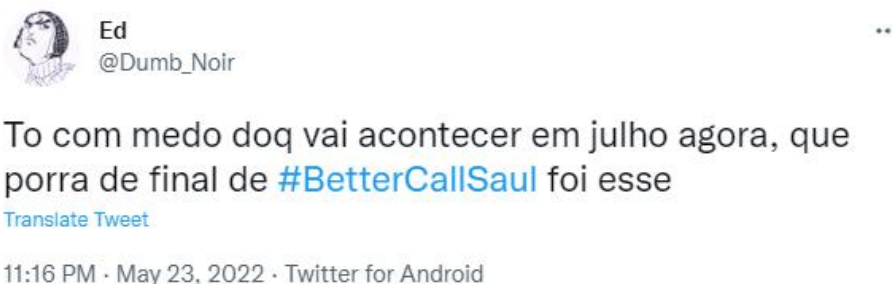 Ed
@Dumb_Noir
To com medo doq vai acontecer em julho agora, que
porra de final de #BetterCallSaul foi esse
Translate Tweet
11:16 PM · May 23, 2022 · Twitter for Android